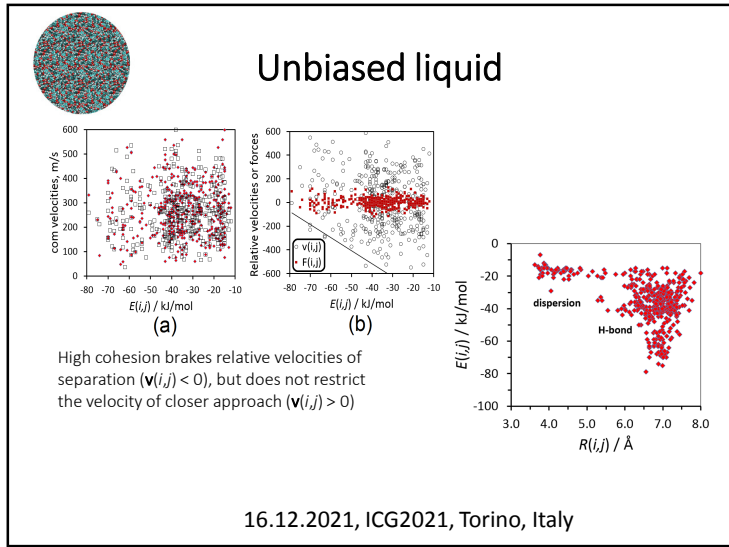 Unbiased liquid
600
500
400
300
200
100
0
com velocities, m/s
-80 -70 -60 -50 -40 -30 -20 -10
E(i,j) / kJ/mol
(a)
600
400
200
0
-200
-400
-600
Relative velocities or forces
v(i,j)
F(i,j)
-80 -70 -60 -50 -40 -30 -20 -10
E(i,j) / kJ/mol
(b)
High cohesion brakes relative velocities of
separation (v(i,j) < 0), but does not restrict
the velocity of closer approach (v(i,j) > 0)
0
-20
-40
-60
-80
-100
E(i,j) / kJ/mol
dispersion
H-bond
3.0 4.0 5.0 6.0 7.0 8.0
R(i,j) / Å
16.12.2021, ICG2021, Torino, Italy